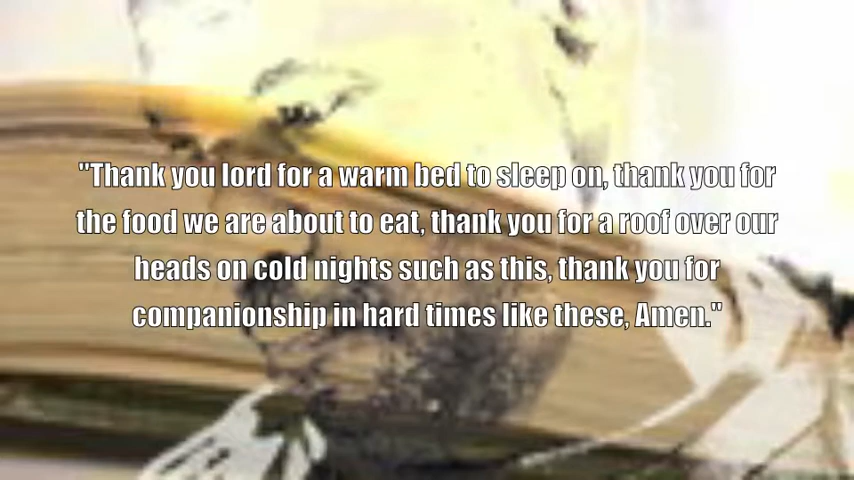 "Thank you lord for a warm bed to sleep on, thank you for
the food we are about to eat, thank you for a roof over our
heads on cold nights such as this, thank you for
companionship in hard times like these, Amen."